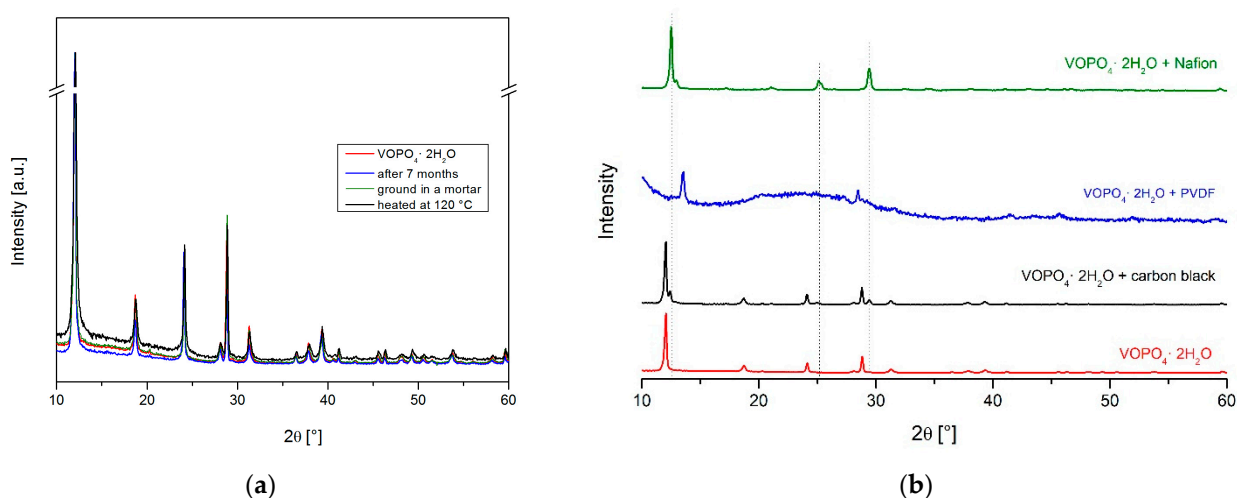 Intensity [a.u.]
VOPO₄· 2H₂O
after 7 months
ground in a mortar
heated at 120 °C
10 20 30 40 50 60
2θ [°]
(a)
Intensity
VOPO₄· 2H₂O + Nafion
VOPO₄· 2H₂O + PVDF
VOPO₄· 2H₂O + carbon black
VOPO₄· 2H₂O
10 20 30 40 50 60
2θ [°]
(b)